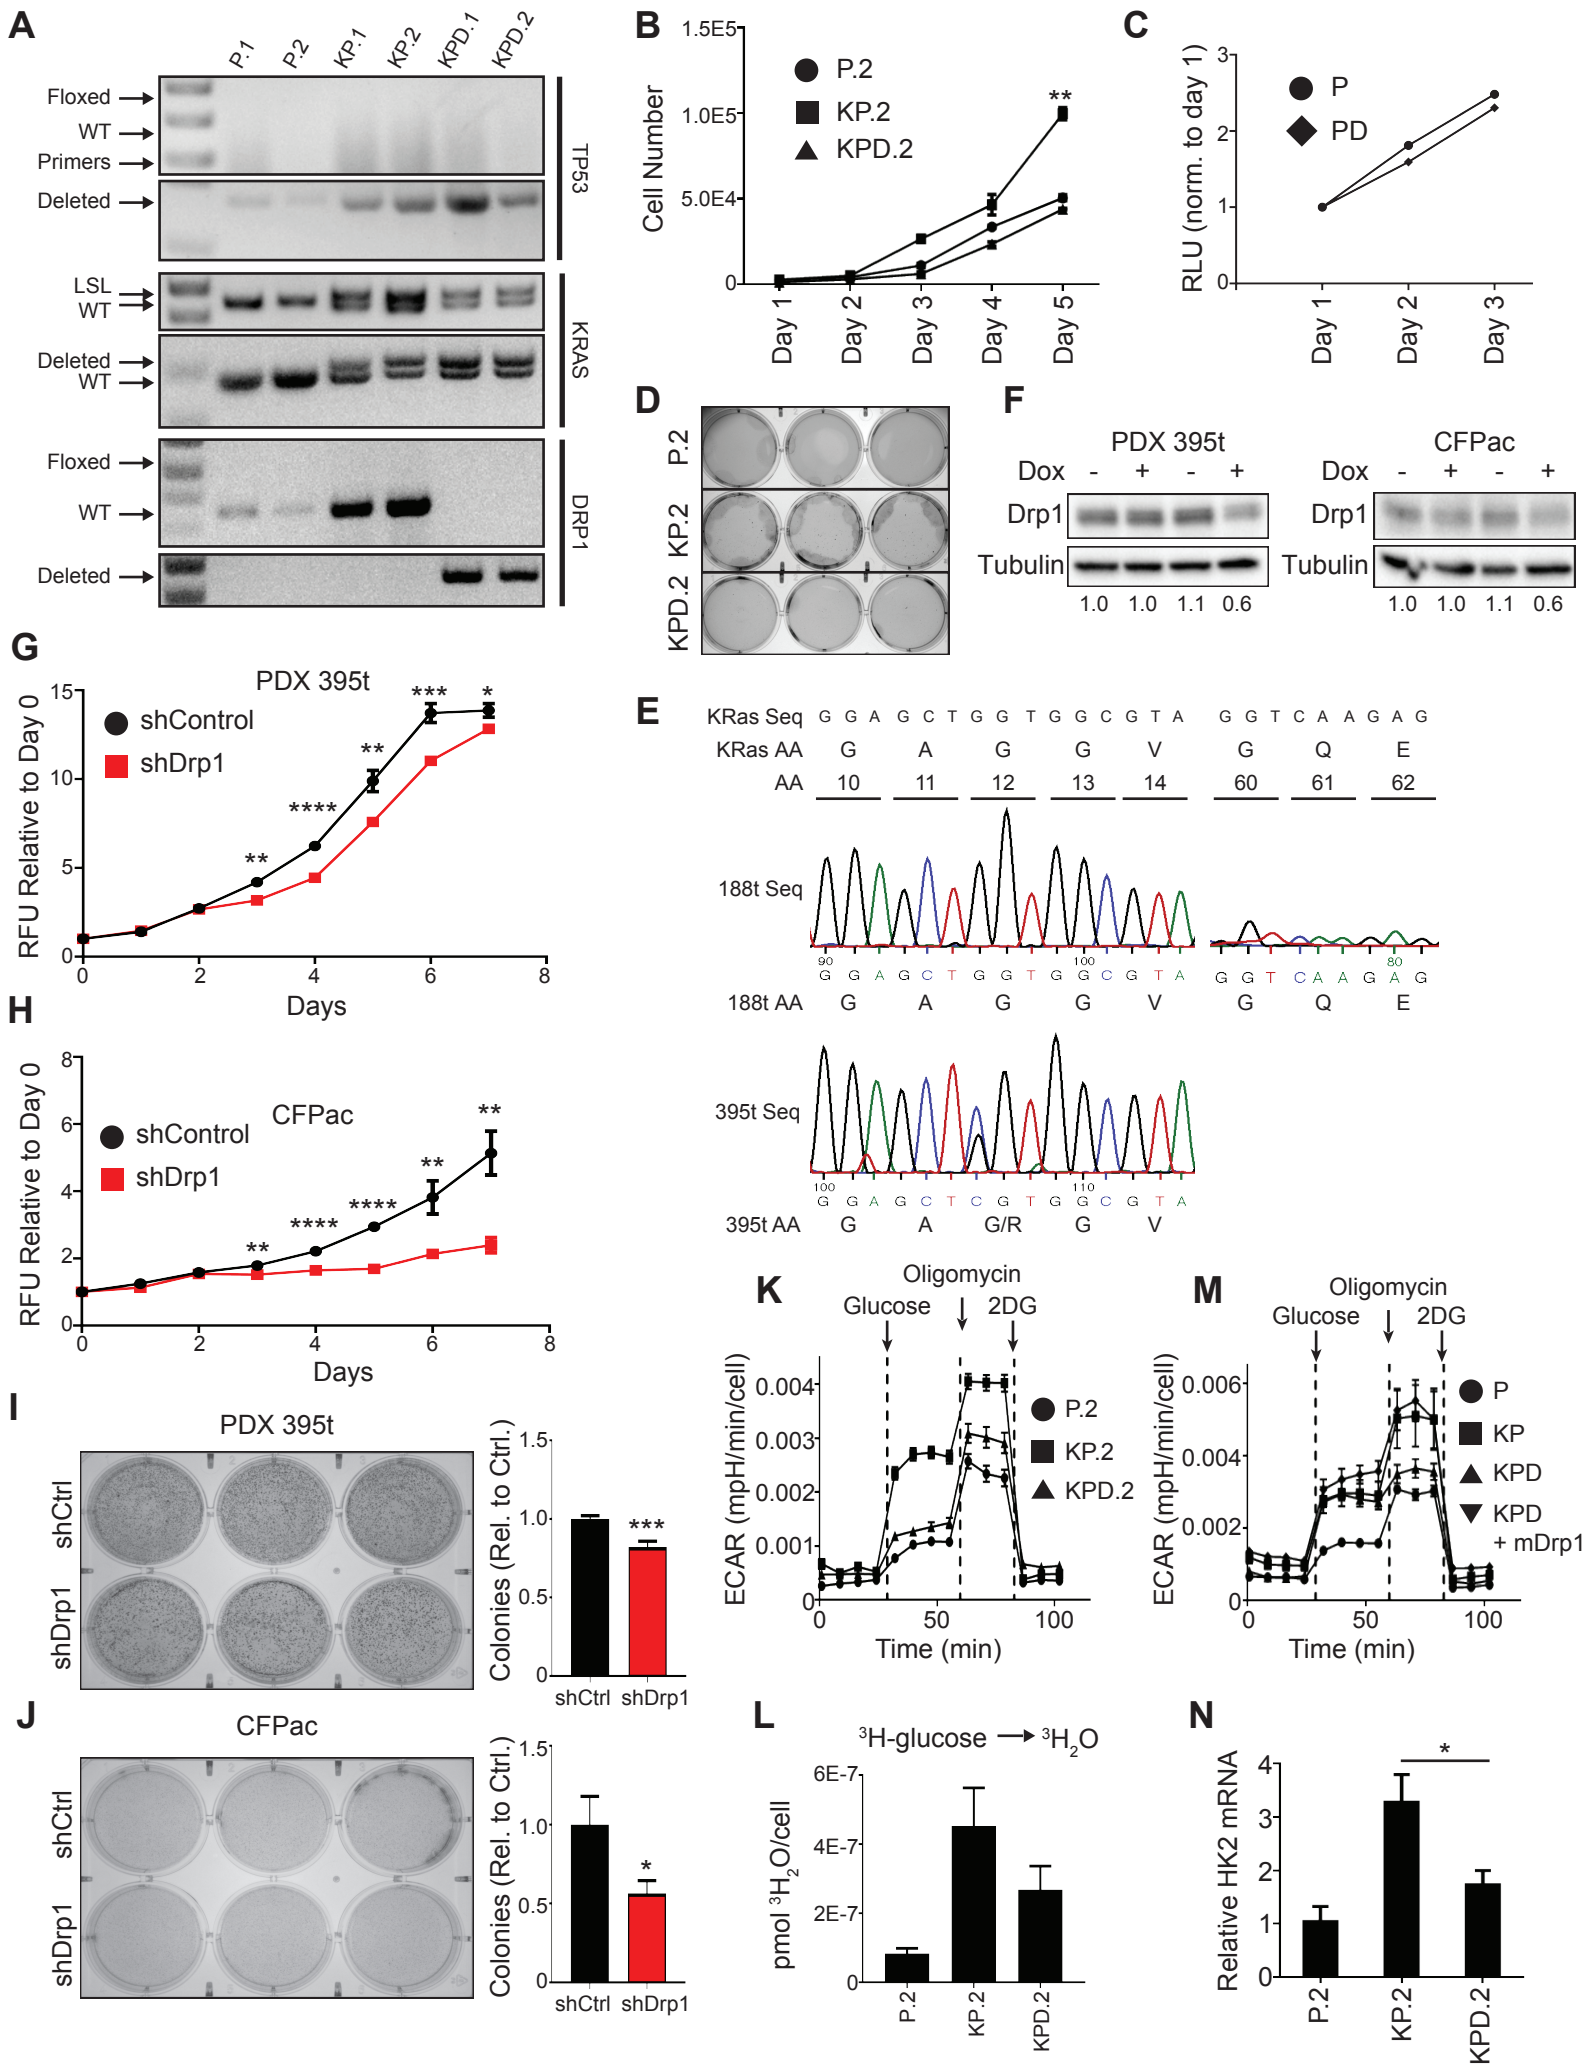 A
P.1 P.2 KP.1 KP.2 KPD.1 KPD.2
Floxed
WT
Primers
Deleted
TP53
LSL
WT
Deleted
WT
KRAS
Floxed
WT
Deleted
DRP1
B
1.5E5
1.0E5
5.0E4
0
Cell Number
P.2
KP.2
KPD.2
**
Day 1 Day 2 Day 3 Day 4 Day 5
C
3
2
1
0
RLU (norm. to day 1)
P
PD
Day 1 Day 2 Day 3
D
P.2
KP.2
KPD.2
F
PDX 395t
Dox - + - +
Drp1
Tubulin
1.0 1.0 1.1 0.6
CFPac
Dox - + - +
Drp1
Tubulin
1.0 1.0 1.1 0.6
G
PDX 395t
shControl
shDrp1
RFU Relative to Day 0
15
10
5
0
** **** ** *** *
0 2 4 6 8
Days
E
KRas Seq G G A G C T G G T G G C G T A G G T C A A G A G
KRas AA G A G G V G Q E
AA 10 11 12 13 14 60 61 62
188t Seq
90 100 80
G G A G C T G G T G G C G T A G G T C A A G A G
188t AA G A G G V G Q E
395t Seq
100 110
G G A G C T C G T G G C G T A
395t AA G A G/R G V
H
CFPac
shControl
shDrp1
RFU Relative to Day 0
8
6
4
2
0
** **** **** ** **
0 2 4 6 8
Days
I
PDX 395t
shCtrl
shDrp1
Colonies (Rel. to Ctrl.)
1.5
1.0
0.5
0
***
shCtrl shDrp1
J
CFPac
shCtrl
shDrp1
Colonies (Rel. to Ctrl.)
1.5
1.0
0.5
0
*
shCtrl shDrp1
K
Oligomycin
Glucose 2DG
ECAR (mpH/min/cell)
0.004
0.003
0.002
0.001
0
P.2
KP.2
KPD.2
0 50 100
Time (min)
M
Oligomycin
Glucose 2DG
ECAR (mpH/min/cell)
0.006
0.004
0.002
0
P
KP
KPD
KPD
+ mDrp1
0 50 100
Time (min)
L
³H-glucose → ³H₂O
pmol ³H₂O/cell
6E-7
4E-7
2E-7
0
P.2 KP.2 KPD.2
N
Relative HK2 mRNA
4
3
2
1
0
*
P.2 KP.2 KPD.2